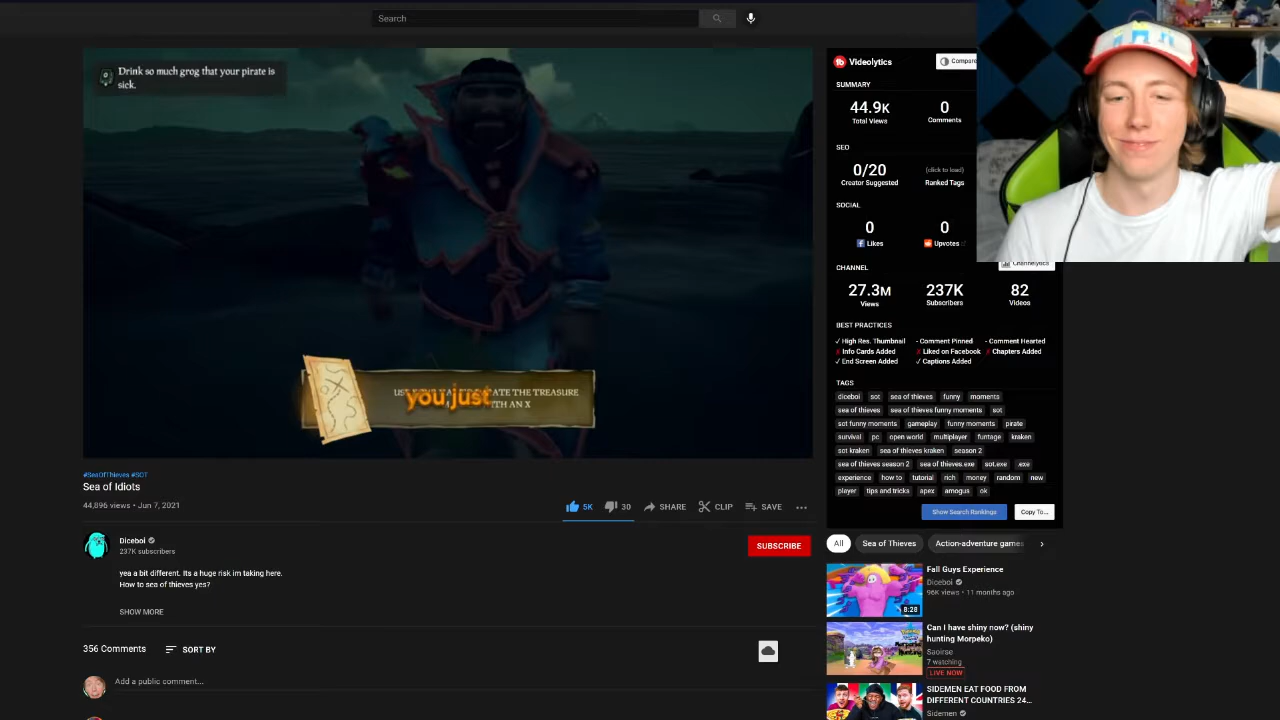 Search
Drink so much grog that your pirate is
sick.
you just
ATE THE TREASURE
TH AN X
#SeaOfThieves #SOT
Sea of Idiots
44,896 views • Jun 7, 2021
5K
30
SHARE
CLIP
SAVE
Diceboi
237K subscribers
SUBSCRIBE
yea a bit different. Its a huge risk im taking here.
How to sea of thieves yes?
SHOW MORE
356 Comments
SORT BY
Add a public comment...
Videolytics
Compare
SUMMARY
44.9K
Total Views
0
Comments
SEO
0/20
Creator Suggested
(click to load)
Ranked Tags
SOCIAL
0
Likes
0
Upvotes
Channelytics
CHANNEL
27.3M
Views
237K
Subscribers
82
Videos
BEST PRACTICES
✓ High Res. Thumbnail - Comment Pinned - Comment Hearted
✗ Info Cards Added ✗ Liked on Facebook ✗ Chapters Added
✓ End Screen Added ✓ Captions Added
TAGS
diceboi sot sea of thieves funny moments
sea of thieves sea of thieves funny moments sot
sot funny moments gameplay funny moments pirate
survival pc open world multiplayer funtage kraken
sot kraken sea of thieves kraken season 2
sea of thieves season 2 sea of thieves.exe sot.exe .exe
experience how to tutorial rich money random new
player tips and tricks apex amogus ok
Show Search Rankings
Copy To...
All
Sea of Thieves
Action-adventure games
Fall Guys Experience
Diceboi
96K views • 11 months ago
8:28
Can I have shiny now? (shiny
hunting Morpeko)
Saoirse
7 watching
LIVE NOW
SIDEMEN EAT FOOD FROM
DIFFERENT COUNTRIES 24...
Sidemen